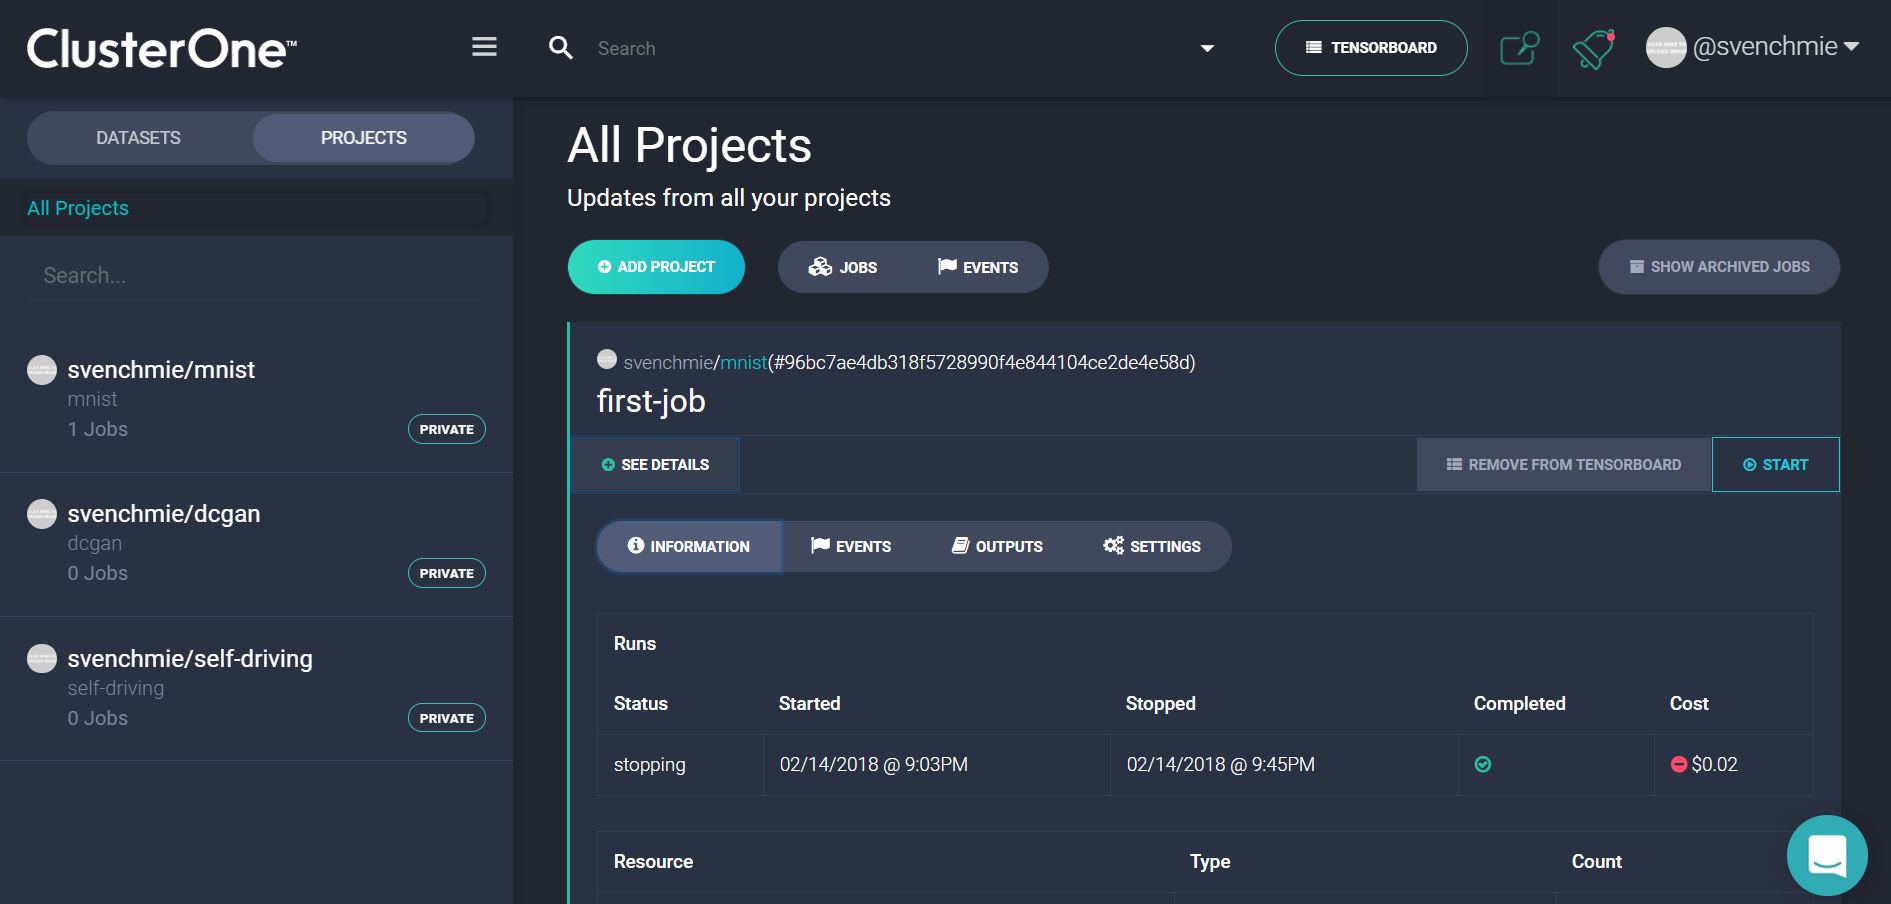 ClusterOne™
Search
TENSORBOARD
@svenchmie
DATASETS
PROJECTS
All Projects
Search...
svenchmie/mnist
mnist
1 Jobs
PRIVATE
svenchmie/dcgan
dcgan
0 Jobs
PRIVATE
svenchmie/self-driving
self-driving
0 Jobs
PRIVATE
All Projects
Updates from all your projects
ADD PROJECT
JOBS
EVENTS
SHOW ARCHIVED JOBS
svenchmie/mnist(#96bc7ae4db318f5728990f4e844104ce2de4e58d)
first-job
SEE DETAILS
REMOVE FROM TENSORBOARD
START
INFORMATION
EVENTS
OUTPUTS
SETTINGS
Runs
Status Started Stopped Completed Cost
stopping 02/14/2018 @ 9:03PM 02/14/2018 @ 9:45PM $0.02
Resource Type Count